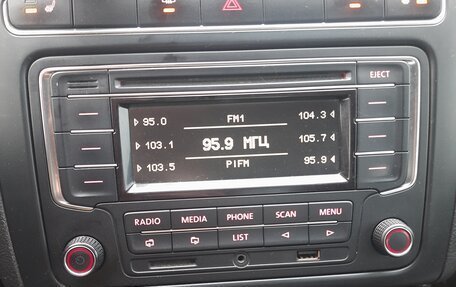 EJECT
95.0 FM1 104.3
103.1 95.9 МГЦ 105.7
103.5 PIFM 95.9
RADIO MEDIA PHONE SCAN MENU
LIST